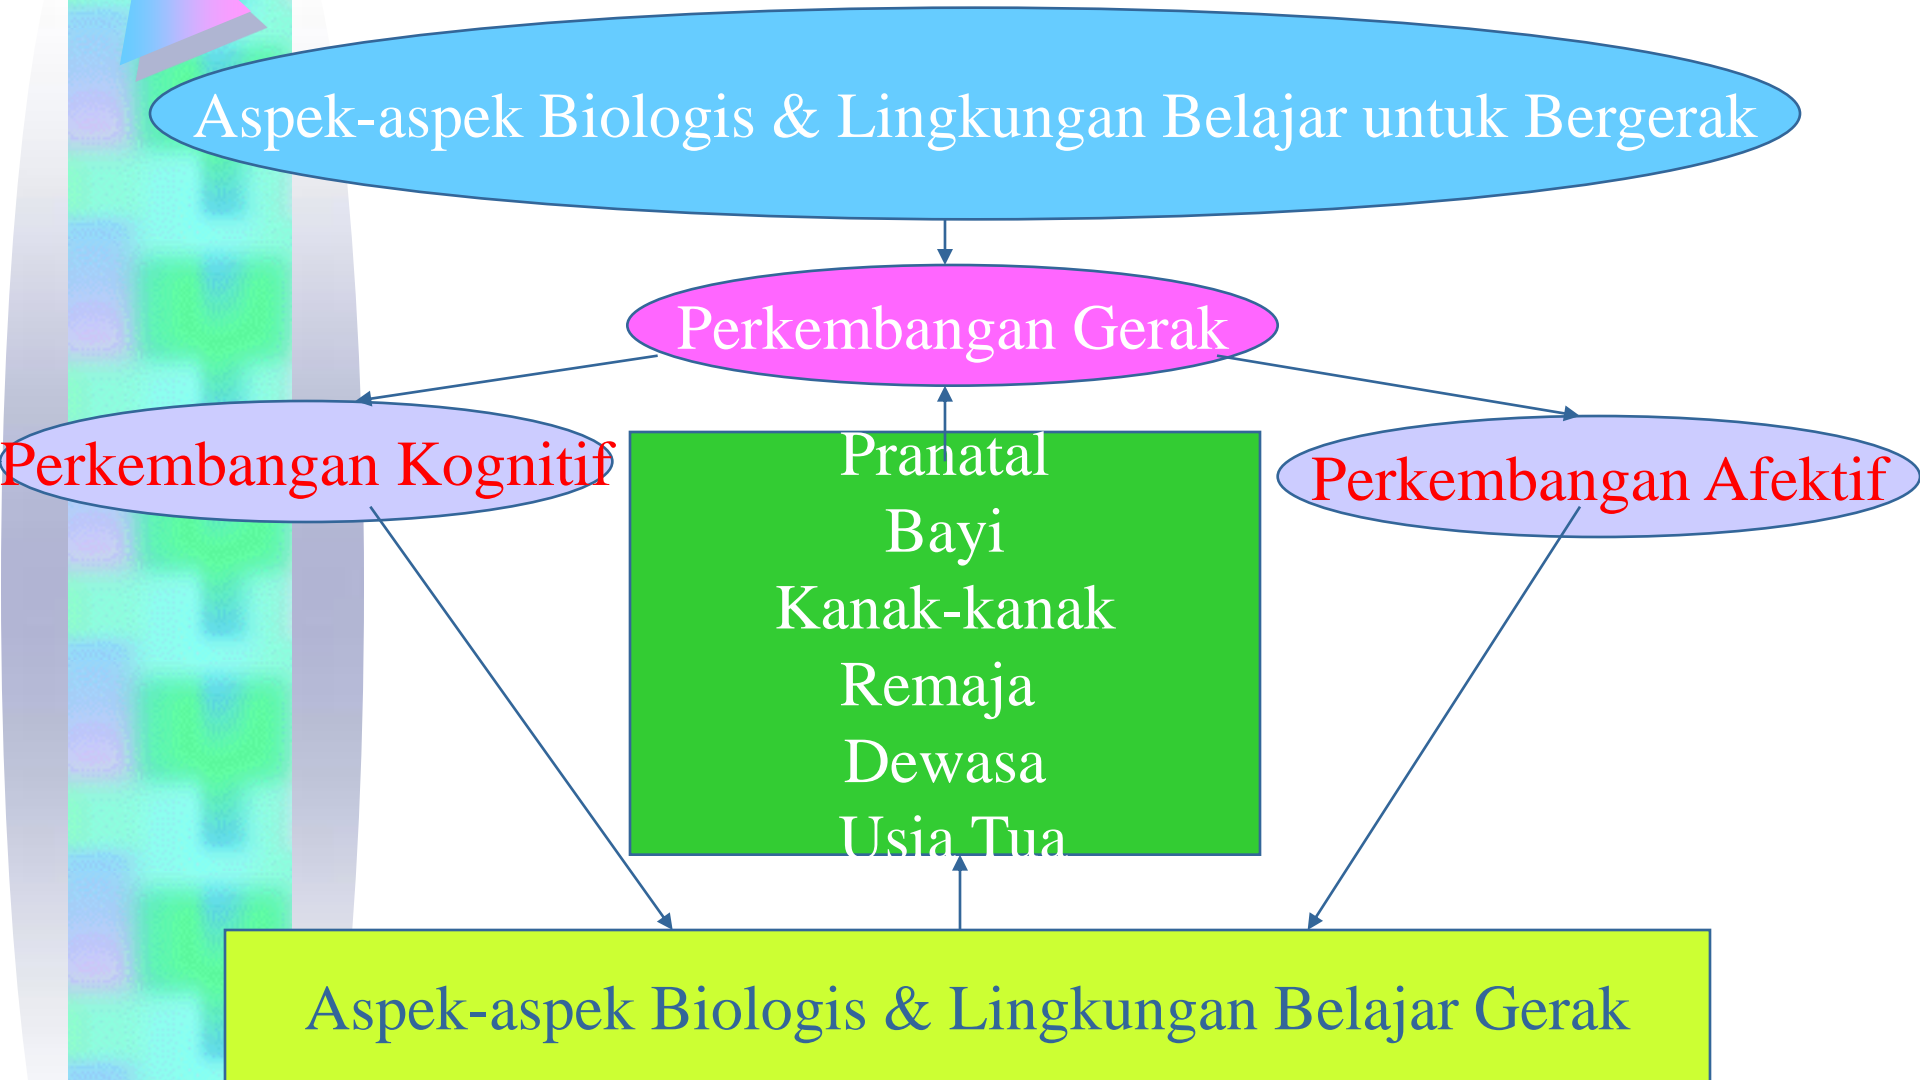 Aspek-aspek Biologis & Lingkungan Belajar untuk Bergerak
Perkembangan Gerak
Perkembangan Kognitif
Pranatal
Bayi
Kanak-kanak
Remaja
Dewasa
Usia Tua
Perkembangan Afektif
Aspek-aspek Biologis & Lingkungan Belajar Gerak